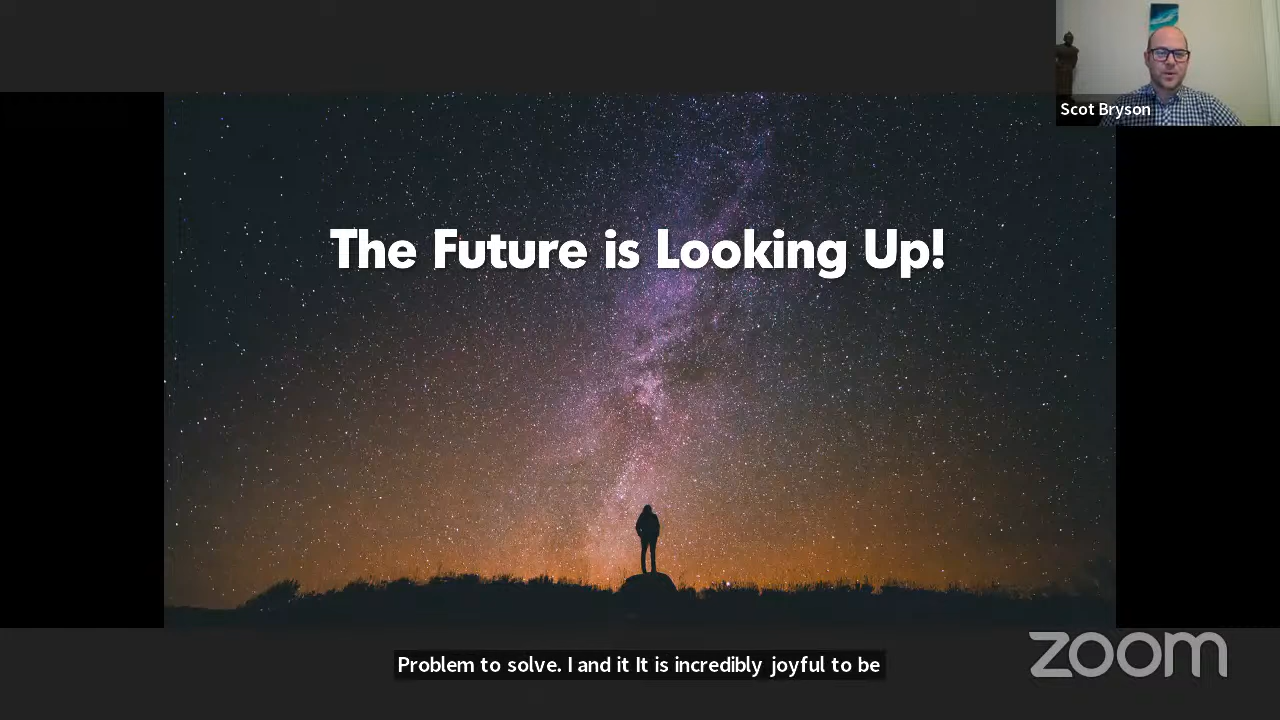 Scot Bryson
The Future is Looking Up!
Problem to solve. I and it It is incredibly joyful to be
zoom